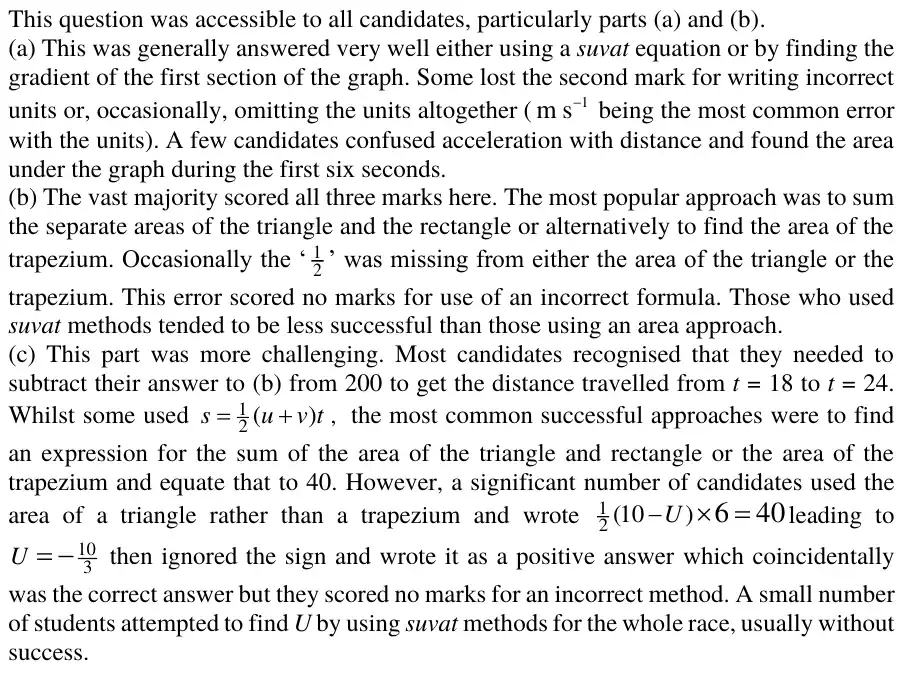 This question was accessible to all candidates, particularly parts (a) and (b).
(a) This was generally answered very well either using a suvat equation or by finding the
gradient of the first section of the graph. Some lost the second mark for writing incorrect
units or, occasionally, omitting the units altogether ( m s⁻¹ being the most common error
with the units). A few candidates confused acceleration with distance and found the area
under the graph during the first six seconds.
(b) The vast majority scored all three marks here. The most popular approach was to sum
the separate areas of the triangle and the rectangle or alternatively to find the area of the
trapezium. Occasionally the ‘ 1/2 ’ was missing from either the area of the triangle or the
trapezium. This error scored no marks for use of an incorrect formula. Those who used
suvat methods tended to be less successful than those using an area approach.
(c) This part was more challenging. Most candidates recognised that they needed to
subtract their answer to (b) from 200 to get the distance travelled from t = 18 to t = 24.
Whilst some used s = 1/2 (u + v)t , the most common successful approaches were to find
an expression for the sum of the area of the triangle and rectangle or the area of the
trapezium and equate that to 40. However, a significant number of candidates used the
area of a triangle rather than a trapezium and wrote 1/2 (10 − U) × 6 = 40 leading to
U = − 10/3 then ignored the sign and wrote it as a positive answer which coincidentally
was the correct answer but they scored no marks for an incorrect method. A small number
of students attempted to find U by using suvat methods for the whole race, usually without
success.